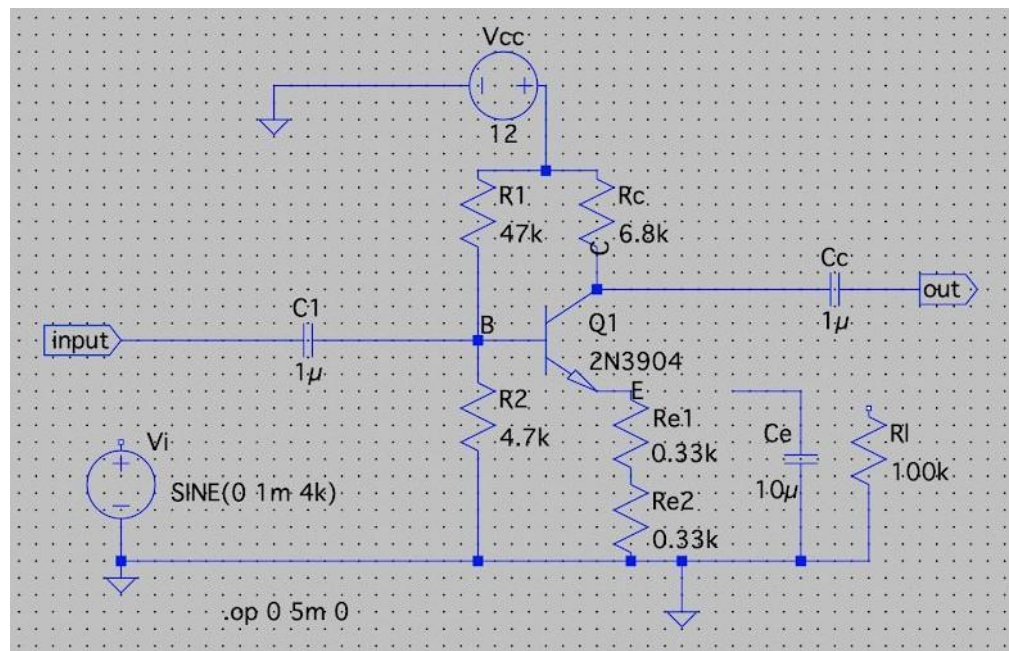 Vcc
12
R1
47k
Rc
6.8k
C
Cc
1µ
out
C1
1µ
input
B
Q1
2N3904
E
R2
4.7k
Re1
0.33k
Ce
10µ
Rl
100k
Vi
SINE(0 1m 4k)
Re2
0.33k
.op 0 5m 0